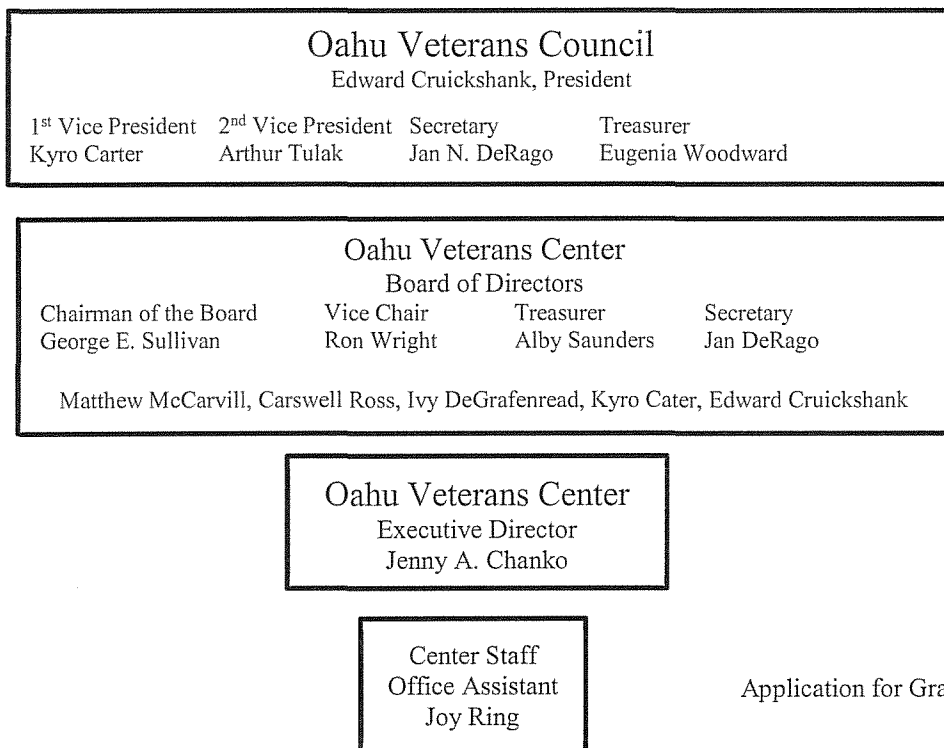 Oahu Veterans Council
Edward Cruickshank, President
1st Vice President 2nd Vice President Secretary Treasurer
Kyro Carter Arthur Tulak Jan N. DeRago Eugenia Woodward
Oahu Veterans Center
Board of Directors
Chairman of the Board Vice Chair Treasurer Secretary
George E. Sullivan Ron Wright Alby Saunders Jan DeRago
Matthew McCarvill, Carswell Ross, Ivy DeGrafenread, Kyro Cater, Edward Cruickshank
Oahu Veterans Center
Executive Director
Jenny A. Chanko
Center Staff
Office Assistant
Joy Ring
Application for Gra